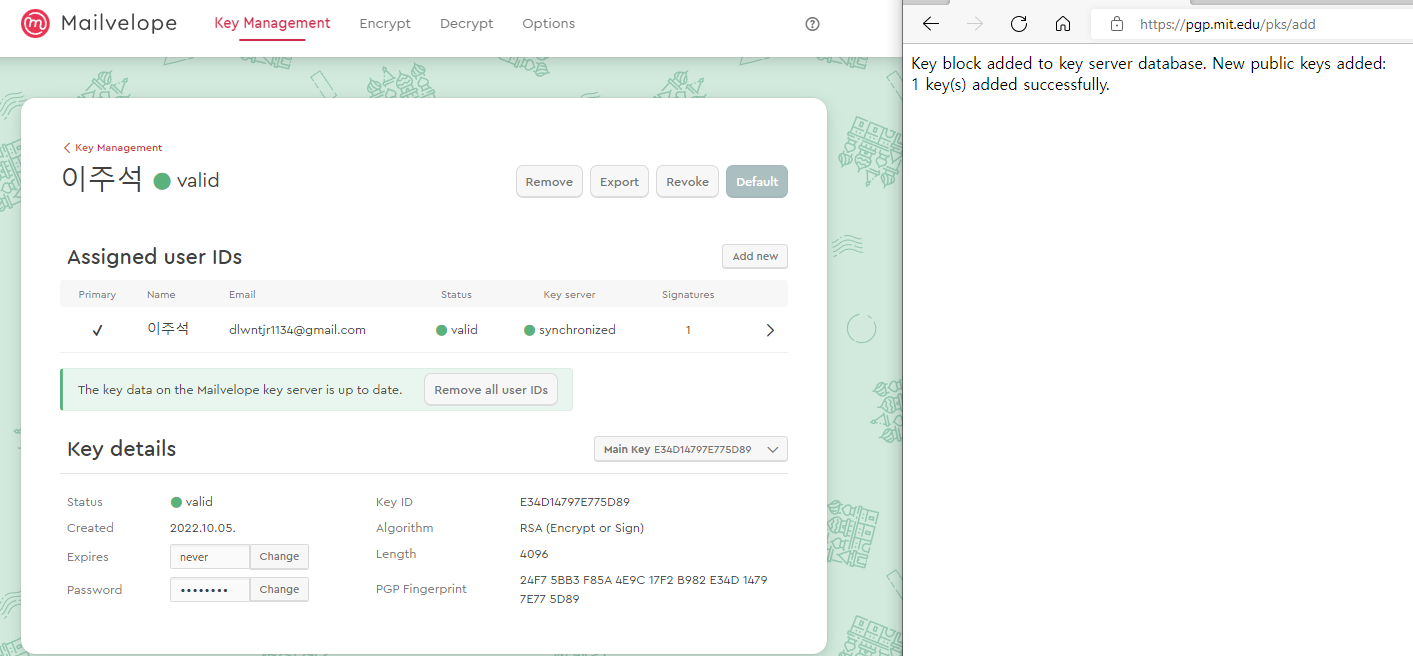 Mailvelope Key Management Encrypt Decrypt Options
Key Management
이주석 valid
Remove Export Revoke Default
Assigned user IDs
Add new
Primary Name Email Status Key server Signatures
이주석 dlwntjr1134@gmail.com valid synchronized 1
The key data on the Mailvelope key server is up to date. Remove all user IDs
Key details
Main Key E34D14797E775D89
Status valid Key ID E34D14797E775D89
Created 2022.10.05. Algorithm RSA (Encrypt or Sign)
Expires never Change Length 4096
Password •••••••• Change PGP Fingerprint 24F7 5BB3 F85A 4E9C 17F2 B982 E34D 1479
7E77 5D89
https://pgp.mit.edu/pks/add
Key block added to key server database. New public keys added:
1 key(s) added successfully.